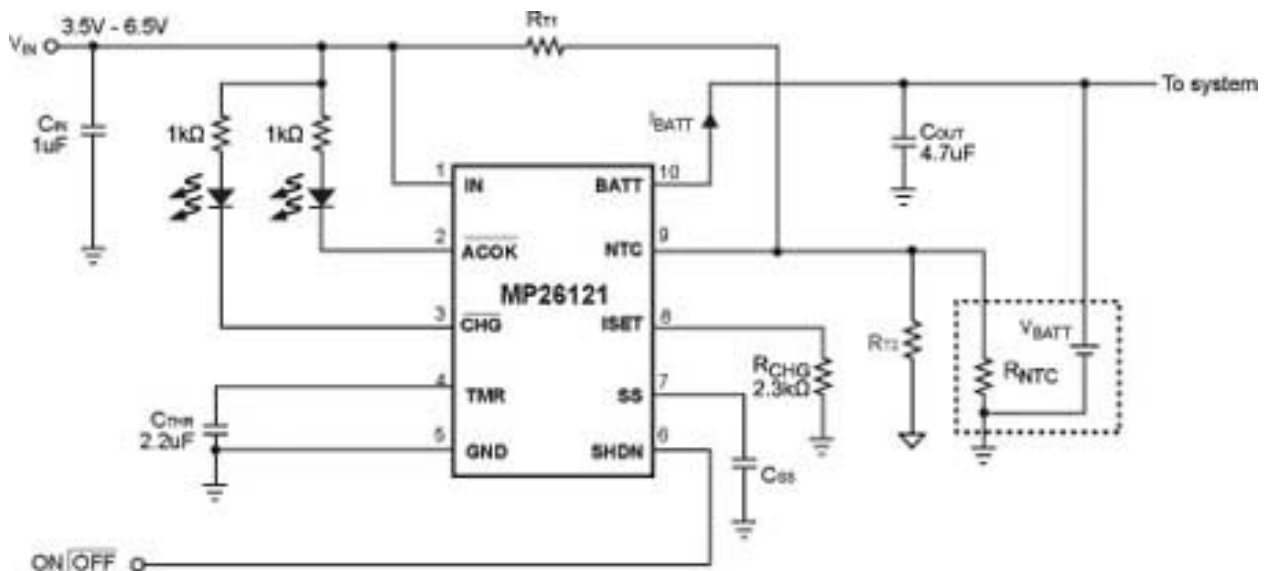 3.5V - 6.5V
VIN
RT1
To system
CIN
1uF
1kΩ
1kΩ
IBATT
COUT
4.7uF
1
IN
BATT
10
2
ACOK
NTC
9
MP26121
3
CHG
ISET
8
RT2
VBATT
RNTC
RCHG
2.3kΩ
4
TMR
SS
7
CTMR
2.2uF
5
GND
SHDN
6
CSS
ON OFF